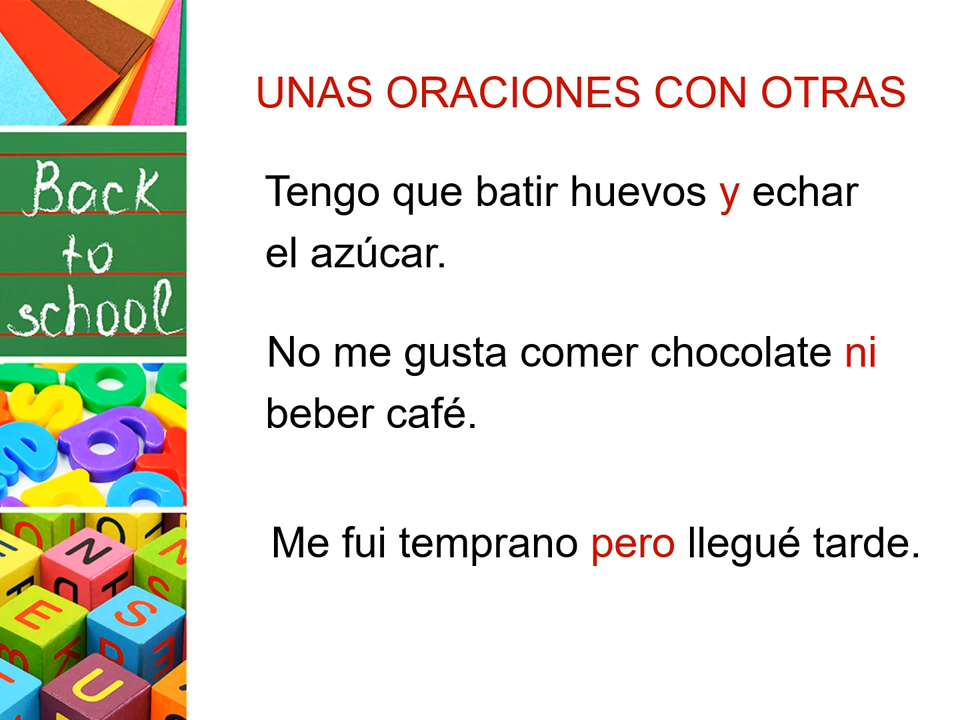 UNAS ORACIONES CON OTRAS
Tengo que batir huevos y echar
el azúcar.
No me gusta comer chocolate ni
beber café.
Me fui temprano pero llegué tarde.
Back
to
school